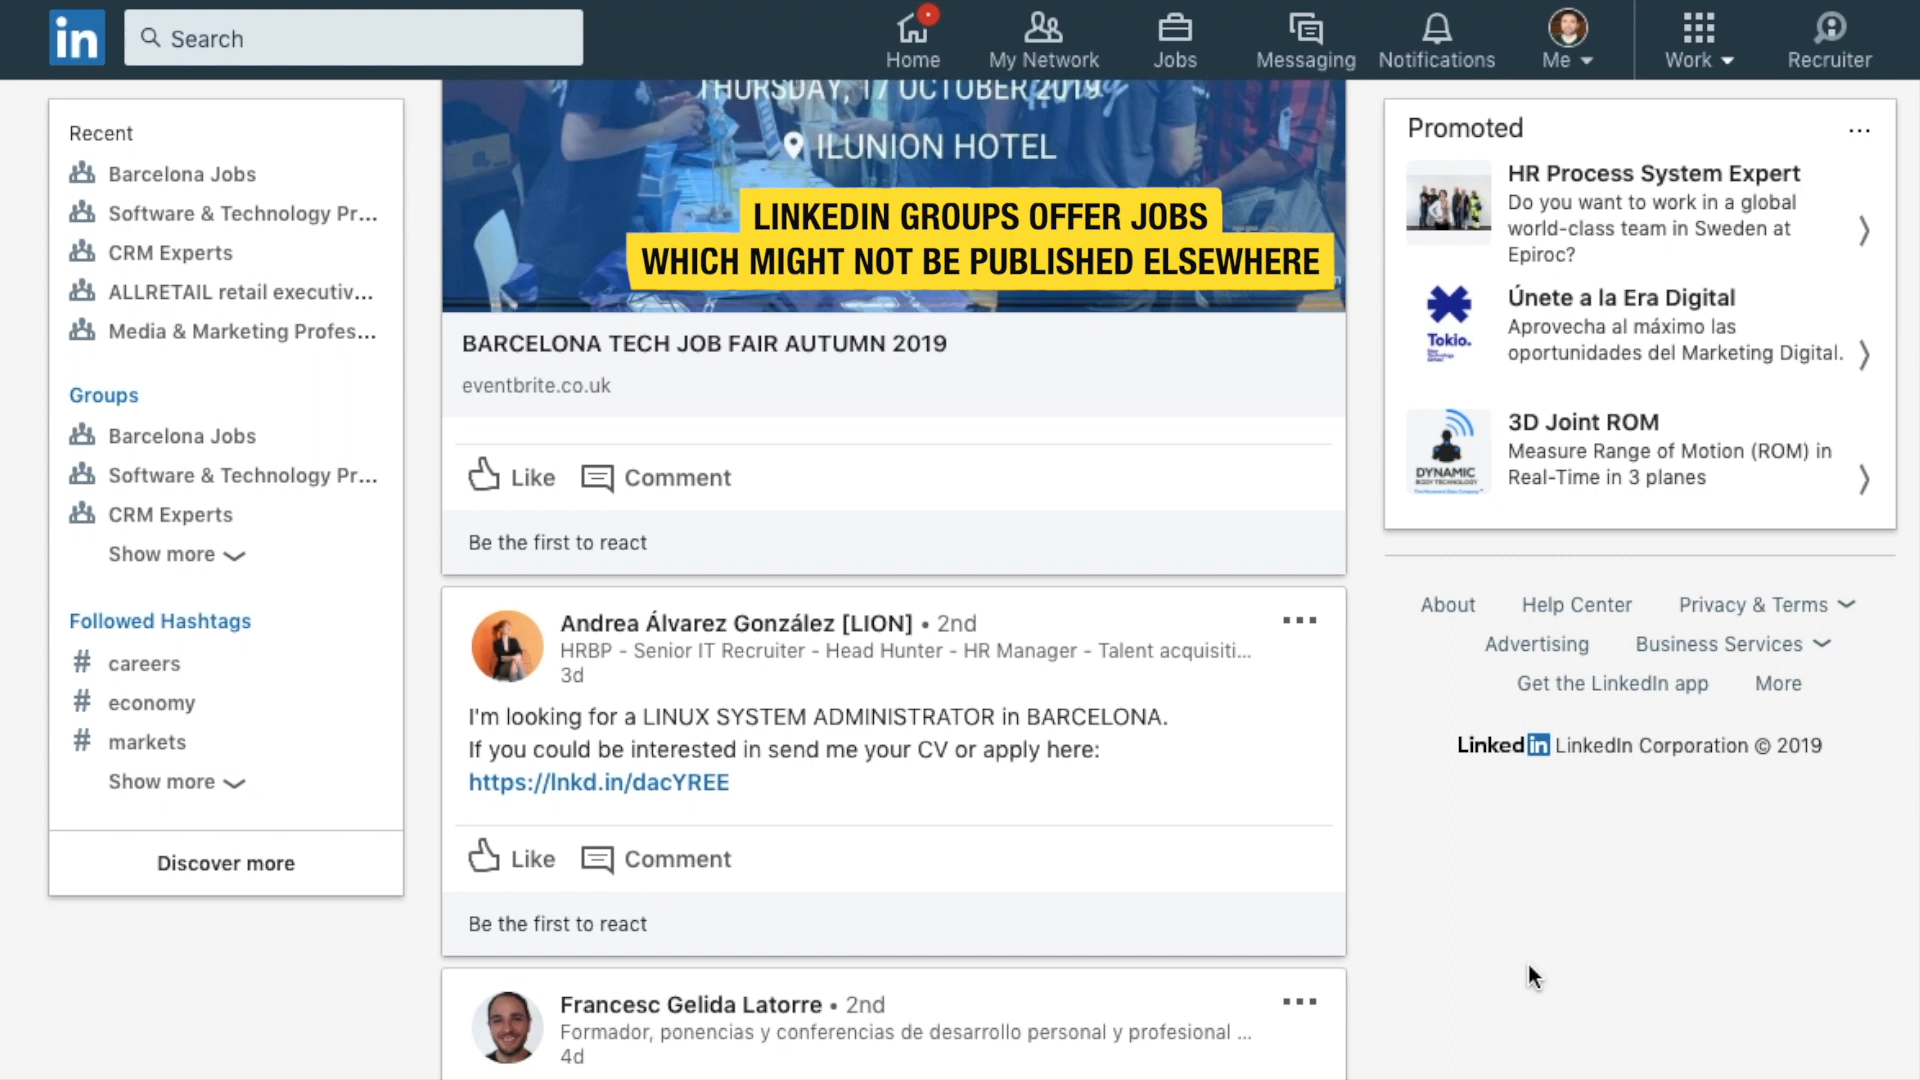 in
Search
Home
My Network
Jobs
Messaging
Notifications
Me
Work
Recruiter
Recent
Barcelona Jobs
Software & Technology Pr...
CRM Experts
ALLRETAIL retail executiv...
Media & Marketing Profes...
Groups
Barcelona Jobs
Software & Technology Pr...
CRM Experts
Show more
Followed Hashtags
# careers
# economy
# markets
Show more
Discover more
THURSDAY, 17 OCTOBER 2019
ILUNION HOTEL
LINKEDIN GROUPS OFFER JOBS
WHICH MIGHT NOT BE PUBLISHED ELSEWHERE
BARCELONA TECH JOB FAIR AUTUMN 2019
eventbrite.co.uk
Like
Comment
Be the first to react
Andrea Álvarez González [LION] • 2nd
HRBP - Senior IT Recruiter - Head Hunter - HR Manager - Talent acquisiti...
3d
I'm looking for a LINUX SYSTEM ADMINISTRATOR in BARCELONA.
If you could be interested in send me your CV or apply here:
https://lnkd.in/dacYREE
Like
Comment
Be the first to react
Francesc Gelida Latorre • 2nd
Formador, ponencias y conferencias de desarrollo personal y profesional ...
4d
Promoted
HR Process System Expert
Do you want to work in a global
world-class team in Sweden at
Epiroc?
Únete a la Era Digital
Aprovecha al máximo las
oportunidades del Marketing Digital.
Tokio.
3D Joint ROM
Measure Range of Motion (ROM) in
Real-Time in 3 planes
DYNAMIC
BODY TECHNOLOGY
About
Help Center
Privacy & Terms
Advertising
Business Services
Get the LinkedIn app
More
Linked in LinkedIn Corporation © 2019